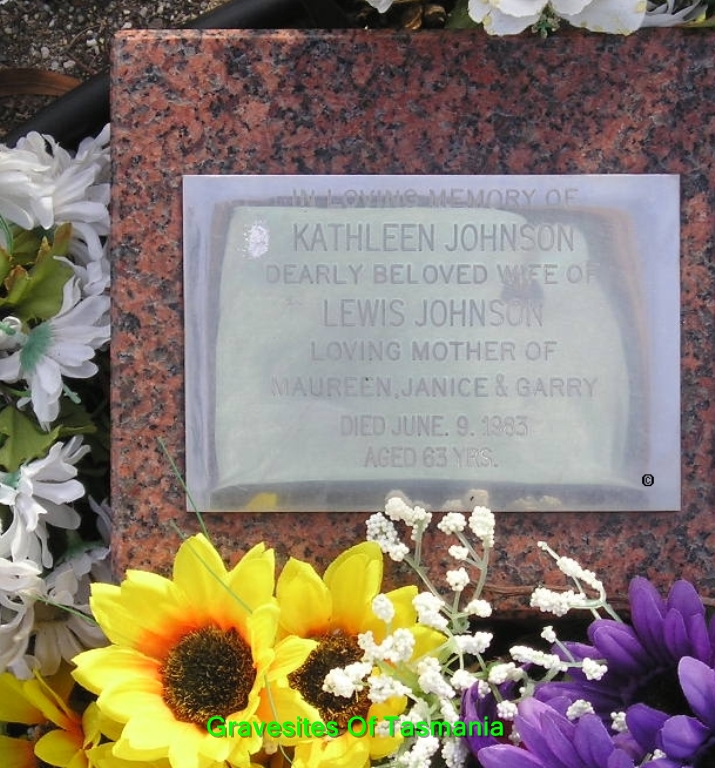 IN LOVING MEMORY OF
KATHLEEN JOHNSON
DEARLY BELOVED WIFE OF
LEWIS JOHNSON
LOVING MOTHER OF
MAUREEN, JANICE & GARRY
DIED JUNE. 9. 1983
AGED 63 YRS.
©
Gravesites Of Tasmania